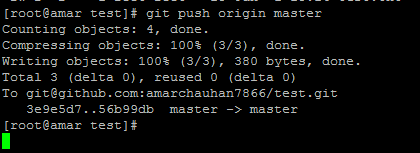 [root@amar test]# git push origin master
Counting objects: 4, done.
Compressing objects: 100% (3/3), done.
Writing objects: 100% (3/3), 380 bytes, done.
Total 3 (delta 0), reused 0 (delta 0)
To git@github.com:amarchauhan7866/test.git
   3e9e5d7..56b99db  master -> master
[root@amar test]#